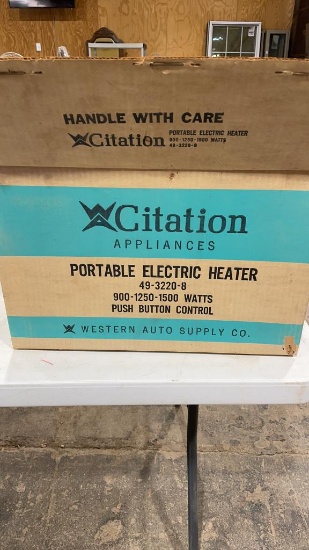 HANDLE WITH CARE
Citation PORTABLE ELECTRIC HEATER
900-1250-1500 WATTS
49-3220-8
Citation
APPLIANCES
PORTABLE ELECTRIC HEATER
49-3220-8
900-1250-1500 WATTS
PUSH BUTTON CONTROL
WESTERN AUTO SUPPLY CO.